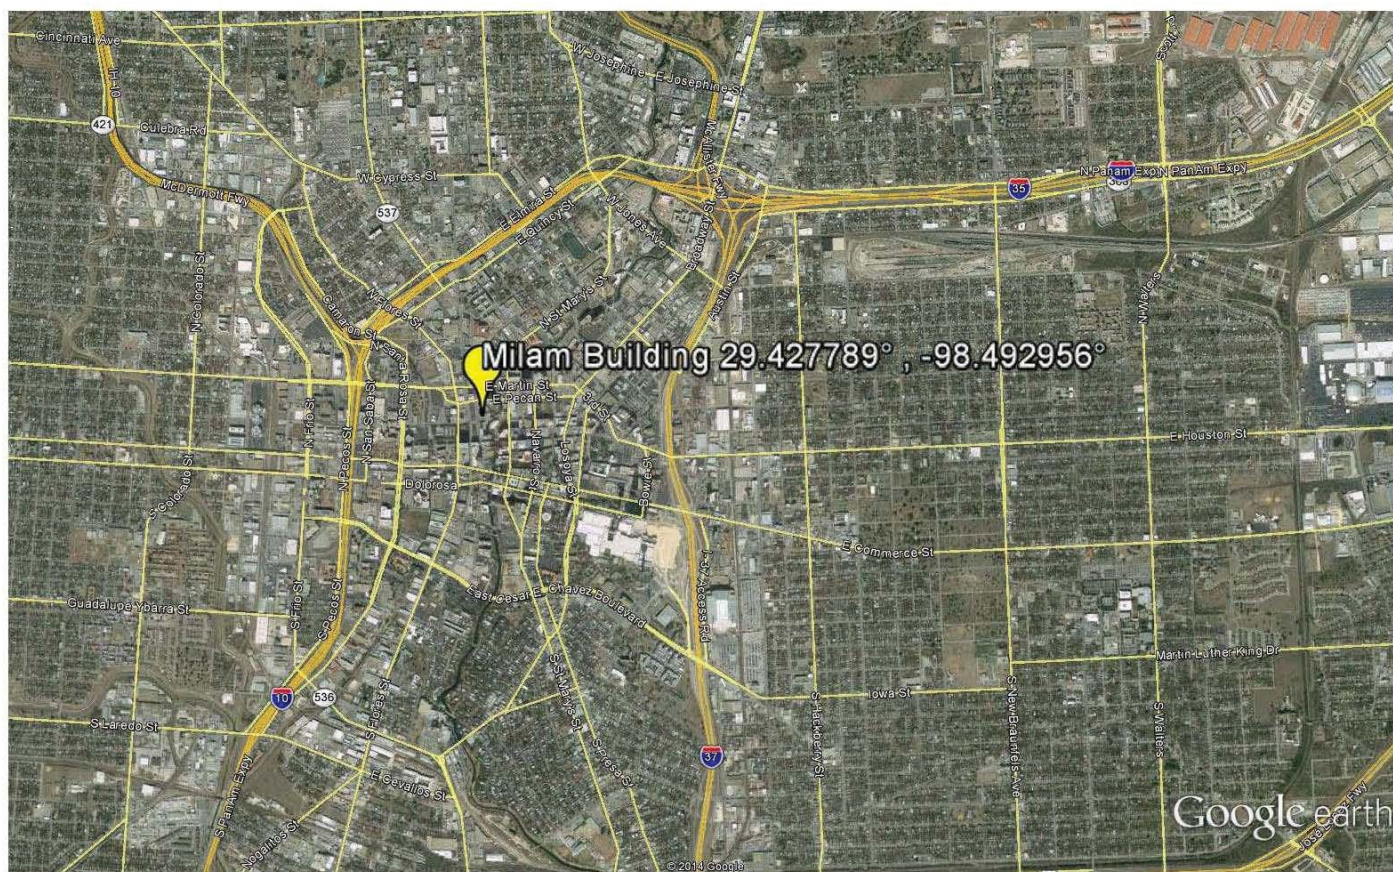 Cincinnati Ave
IH-10
W Josephine
E Josephine St
421
Culebra Rd
McAllister Fwy
McDermott Fwy
W Cypress St
537
E Elmira St
E Quincy St
W Jones Ave
Broadway St
35
N Panam Exp
N PanAm Expy
N Colorado St
N Flores St
N St Mary's St
Austin St
N Walters
Camaron St
N Santa Rosa St
Milam Building 29.427789° , -98.492956°
E Martin St
E Pecan St
3rd St
N Frio St
N San Saba St
N Pecos St
E Houston St
S Colorado St
Dolorosa
Navarro St
Losoya St
Bowie St
E Commerce St
I- 37 Access Rd
East Cesar E. Chavez Boulevard
Guadalupe Ybarra St
S Frio St
S Pecos St
Martin Luther King Dr
Iowa St
10
536
S Laredo St
S Flores St
S St Mary's St
S Presa St
S Hackberry St
S New Braunfels Ave
S Walters
37
S PanAm Expy
E Cevallos St
Nogalitos St
Google earth
© 2014 Google